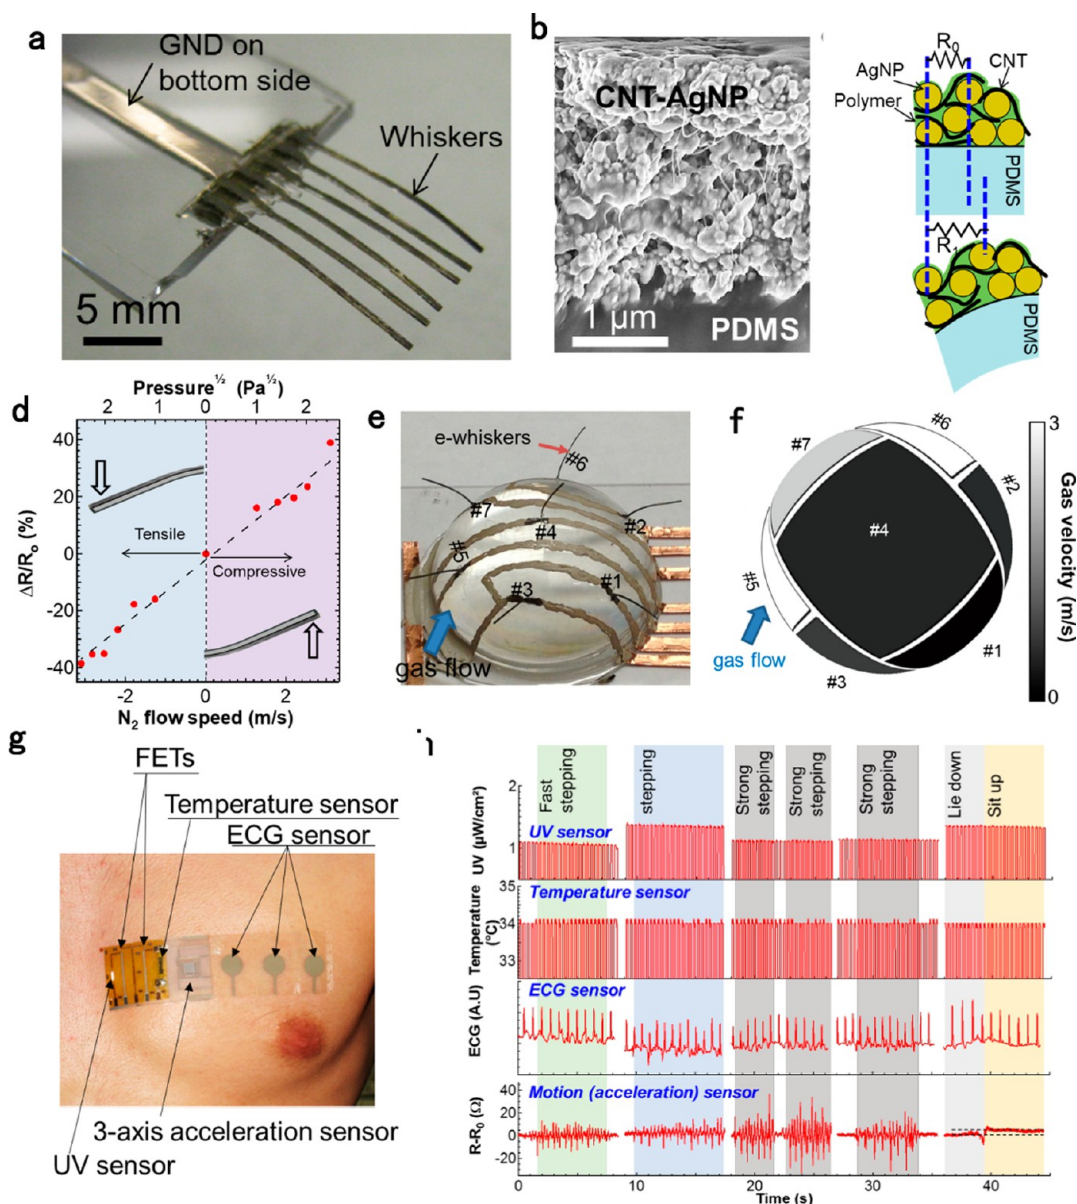 a
GND on
bottom side
Whiskers
5 mm
b
CNT-AgNP
1 µm
PDMS
R0
AgNP
CNT
Polymer
PDMS
R1
PDMS
d
Pressure½ (Pa½)
2 1 0 1 2
40
20
0
-20
-40
ΔR/Ro (%)
Tensile
Compressive
-2 0 2
N2 flow speed (m/s)
e
e-whiskers
#6
#7
#2
#4
#5
#1
#3
gas flow
f
#6
#7
#2
#4
#5
#1
#3
gas flow
3
0
Gas velocity (m/s)
g
FETs
Temperature sensor
ECG sensor
3-axis acceleration sensor
UV sensor
Fast
stepping
stepping
Strong
stepping
Strong
stepping
Strong
stepping
Lie down
Sit up
2
1
UV (µW/cm²)
UV sensor
35
34
33
Temperature
(°C)
Temperature sensor
ECG (A.U)
ECG sensor
40
20
0
-20
R-R0 (Ω)
Motion (acceleration) sensor
0 10 20 30 40 50
Time (s)